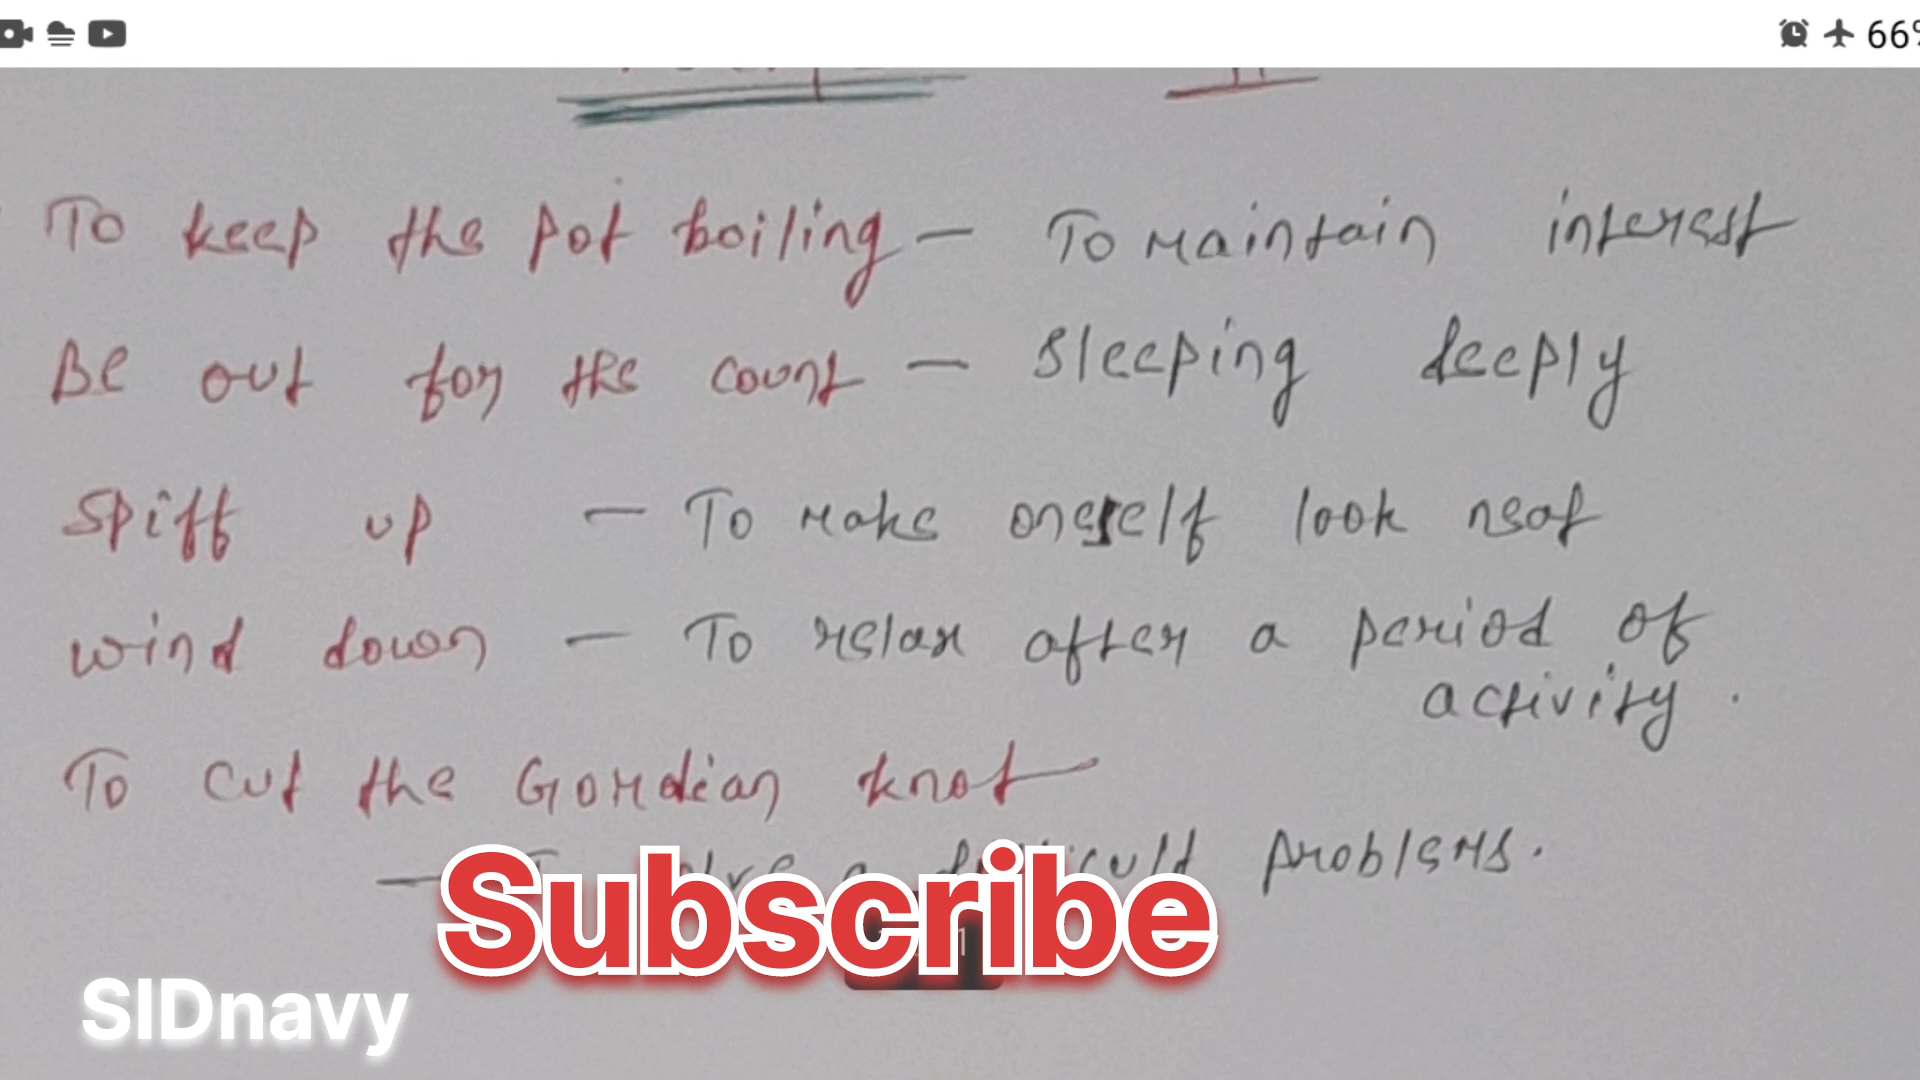 66%
To keep the pot boiling — To maintain interest
Be out for the count — Sleeping deeply
Spiff up — To make oneself look neat
wind down — To relax after a period of
activity.
To cut the Gordian knot
— a difficult problems.
Subscribe
SIDnavy